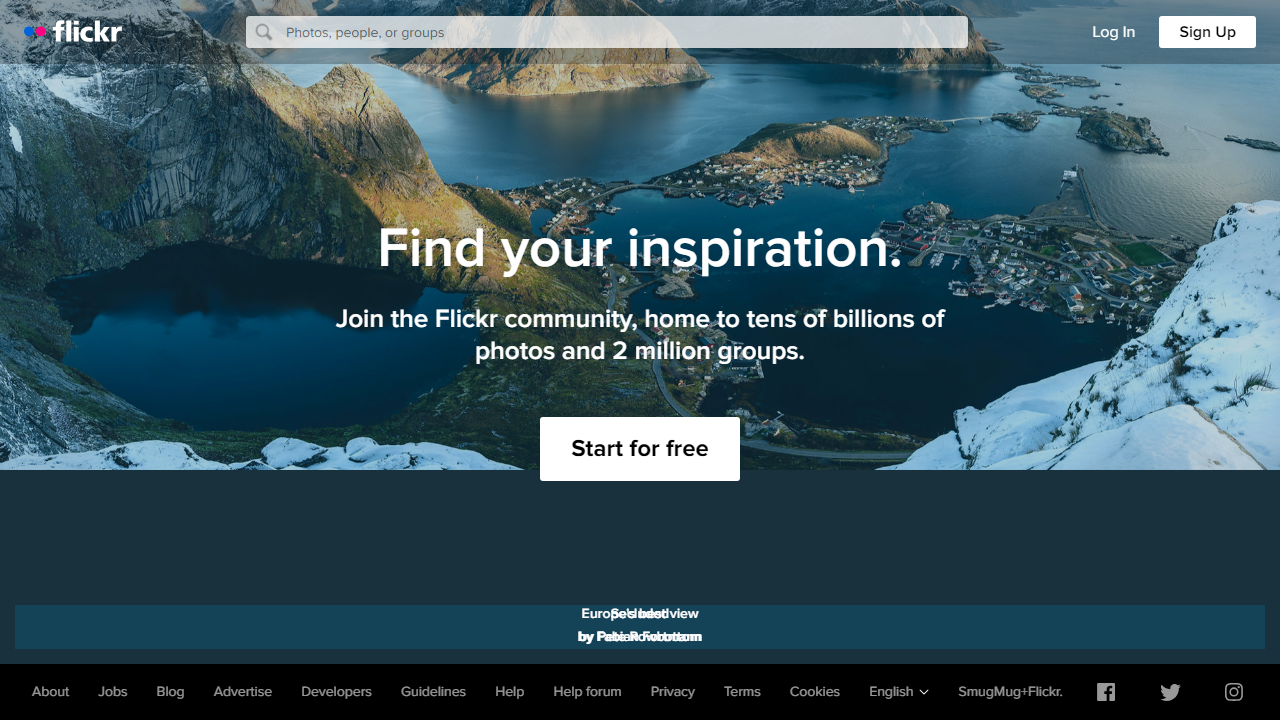 flickr
Photos, people, or groups
Log In
Sign Up
Find your inspiration.
Join the Flickr community, home to tens of billions of
photos and 2 million groups.
Start for free
About
Jobs
Blog
Advertise
Developers
Guidelines
Help
Help forum
Privacy
Terms
Cookies
English
SmugMug+Flickr.